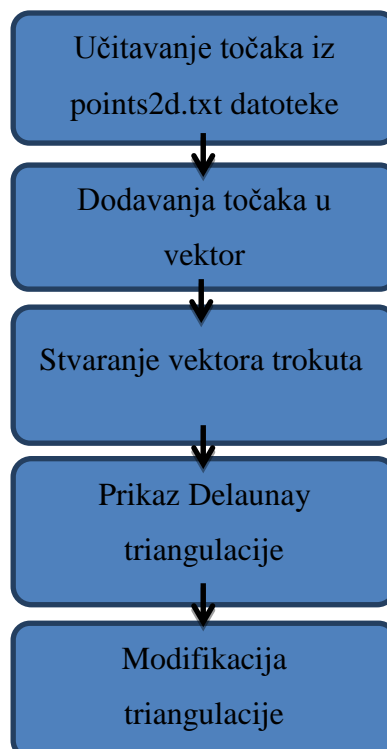 Učitavanje točaka iz
points2d.txt datoteke
Dodavanja točaka u
vektor
Stvaranje vektora trokuta
Prikaz Delaunay
triangulacije
Modifikacija
triangulacije